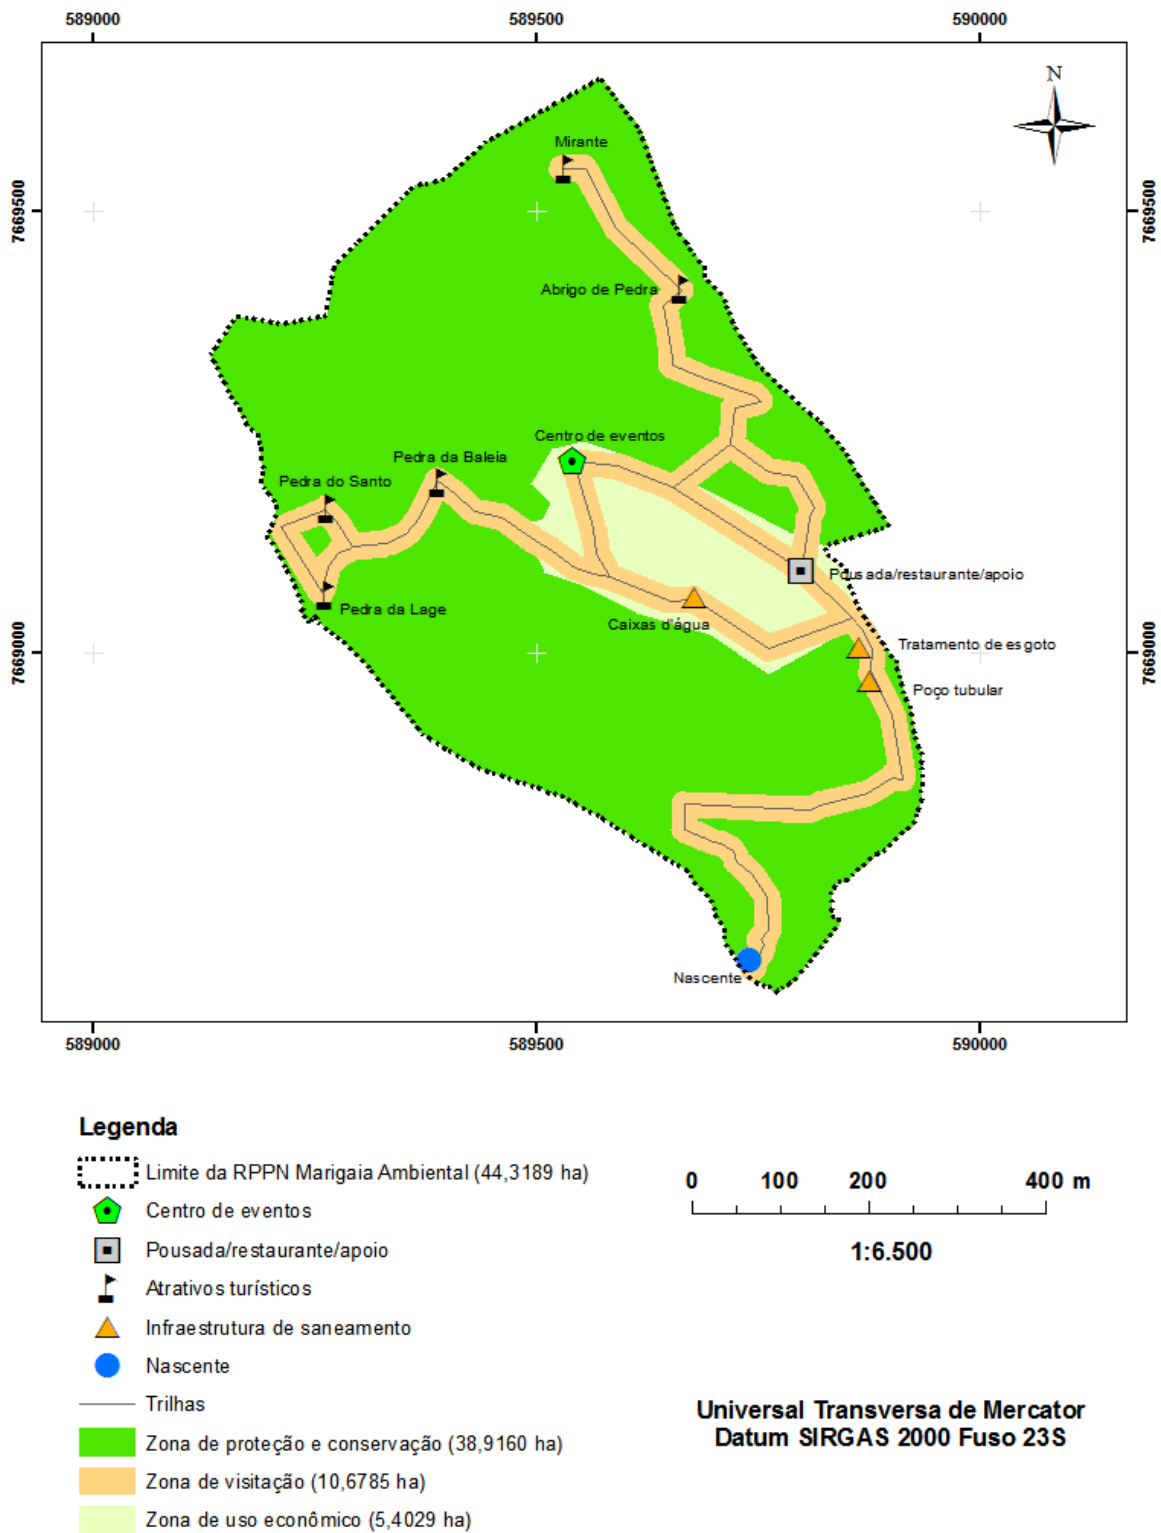 589000
589500
590000
N
Mirante
7669500
7669500
Abrigo de Pedra
Centro de eventos
Pedra da Baleia
Pedra do Santo
Pousada/restaurante/apoio
Pedra da Lage
Caixas d'água
Tratamento de esgoto
7669000
7669000
Poço tubular
Nascente
589000
589500
590000
Legenda
Limite da RPPN Marigaia Ambiental (44,3189 ha)
Centro de eventos
Pousada/restaurante/apoio
Atrativos turísticos
Infraestrutura de saneamento
Nascente
Trilhas
Zona de proteção e conservação (38,9160 ha)
Zona de visitação (10,6785 ha)
Zona de uso econômico (5,4029 ha)
0 100 200 400 m
1:6.500
Universal Transversa de Mercator
Datum SIRGAS 2000 Fuso 23S